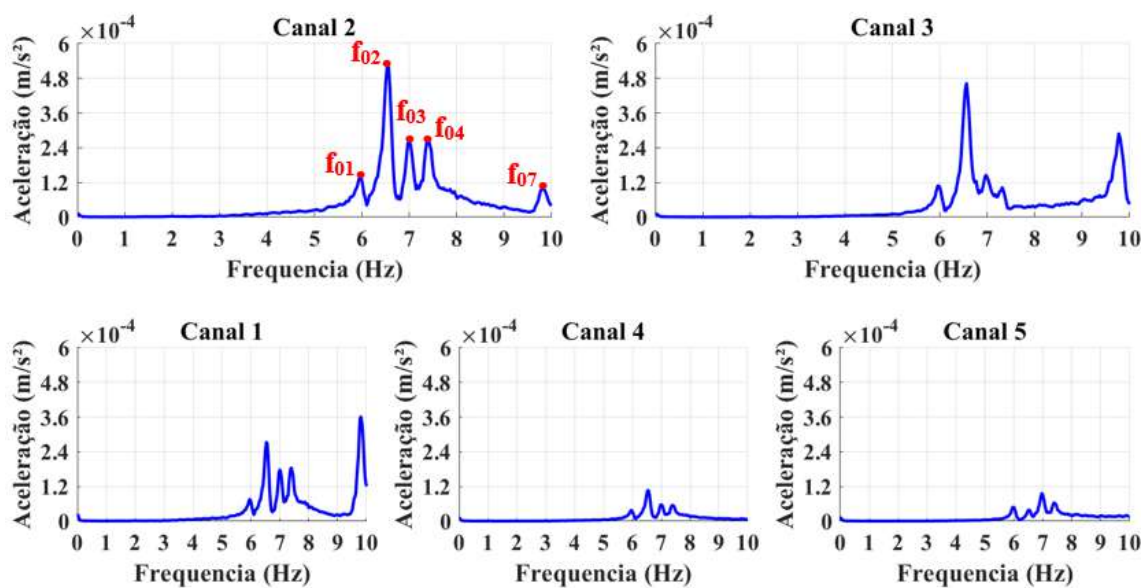 ×10⁻⁴ Canal 2
Aceleração (m/s²)
6
4.8
3.6
2.4
1.2
0
f02
f03
f04
f01
f07
0 1 2 3 4 5 6 7 8 9 10
Frequencia (Hz)
×10⁻⁴ Canal 3
Aceleração (m/s²)
6
4.8
3.6
2.4
1.2
0
0 1 2 3 4 5 6 7 8 9 10
Frequencia (Hz)
×10⁻⁴ Canal 1
Aceleração (m/s²)
6
4.8
3.6
2.4
1.2
0
0 1 2 3 4 5 6 7 8 9 10
Frequencia (Hz)
×10⁻⁴ Canal 4
Aceleração (m/s²)
6
4.8
3.6
2.4
1.2
0
0 1 2 3 4 5 6 7 8 9 10
Frequencia (Hz)
×10⁻⁴ Canal 5
Aceleração (m/s²)
6
4.8
3.6
2.4
1.2
0
0 1 2 3 4 5 6 7 8 9 10
Frequencia (Hz)